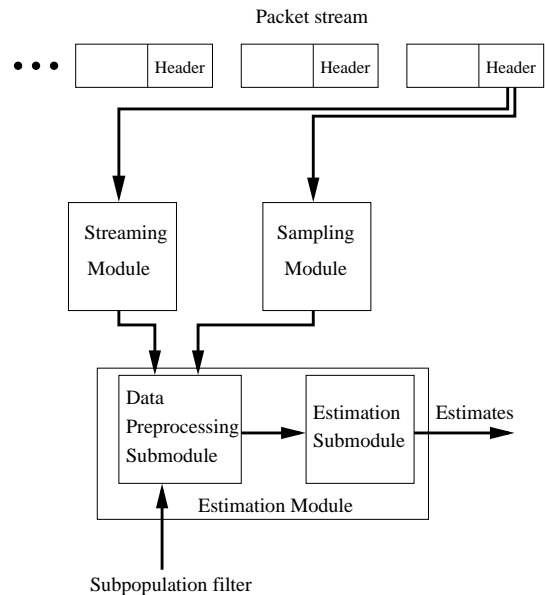 Packet stream
Header
Header
Header
Streaming
Module
Sampling
Module
Data
Preprocessing
Submodule
Estimation
Submodule
Estimates
Estimation Module
Subpopulation filter